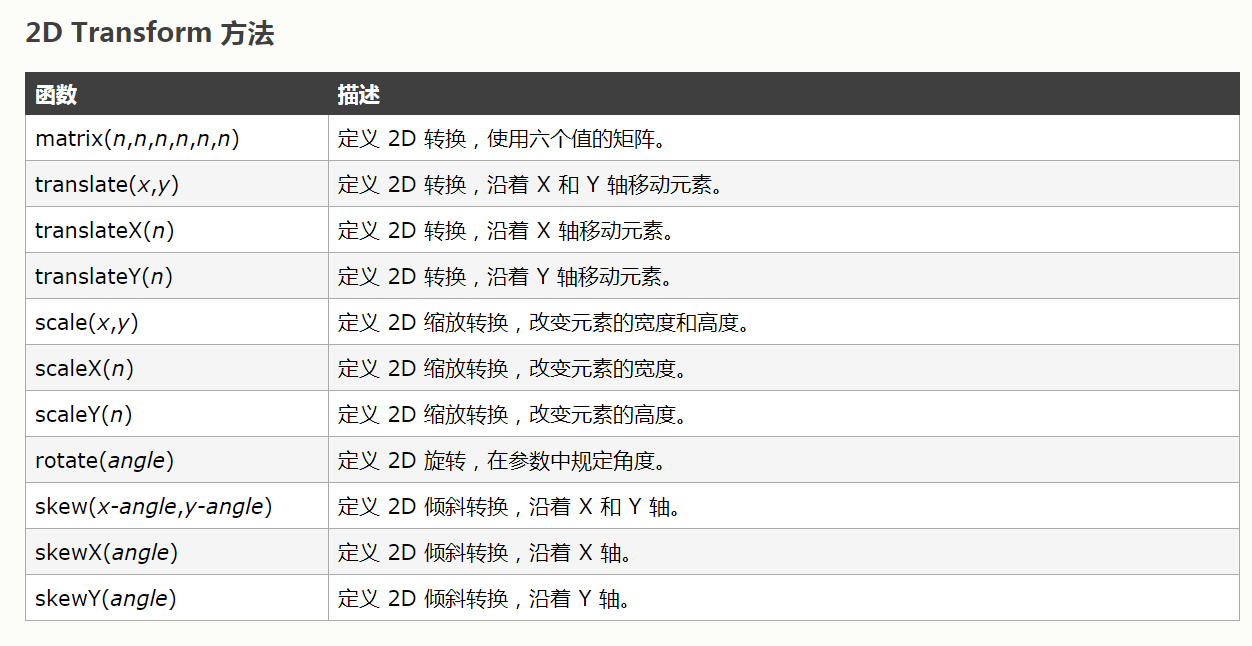 2D Transform 方法
函数 描述
matrix(n,n,n,n,n,n) 定义 2D 转换，使用六个值的矩阵。
translate(x,y) 定义 2D 转换，沿着 X 和 Y 轴移动元素。
translateX(n) 定义 2D 转换，沿着 X 轴移动元素。
translateY(n) 定义 2D 转换，沿着 Y 轴移动元素。
scale(x,y) 定义 2D 缩放转换，改变元素的宽度和高度。
scaleX(n) 定义 2D 缩放转换，改变元素的宽度。
scaleY(n) 定义 2D 缩放转换，改变元素的高度。
rotate(angle) 定义 2D 旋转，在参数中规定角度。
skew(x-angle,y-angle) 定义 2D 倾斜转换，沿着 X 和 Y 轴。
skewX(angle) 定义 2D 倾斜转换，沿着 X 轴。
skewY(angle) 定义 2D 倾斜转换，沿着 Y 轴。